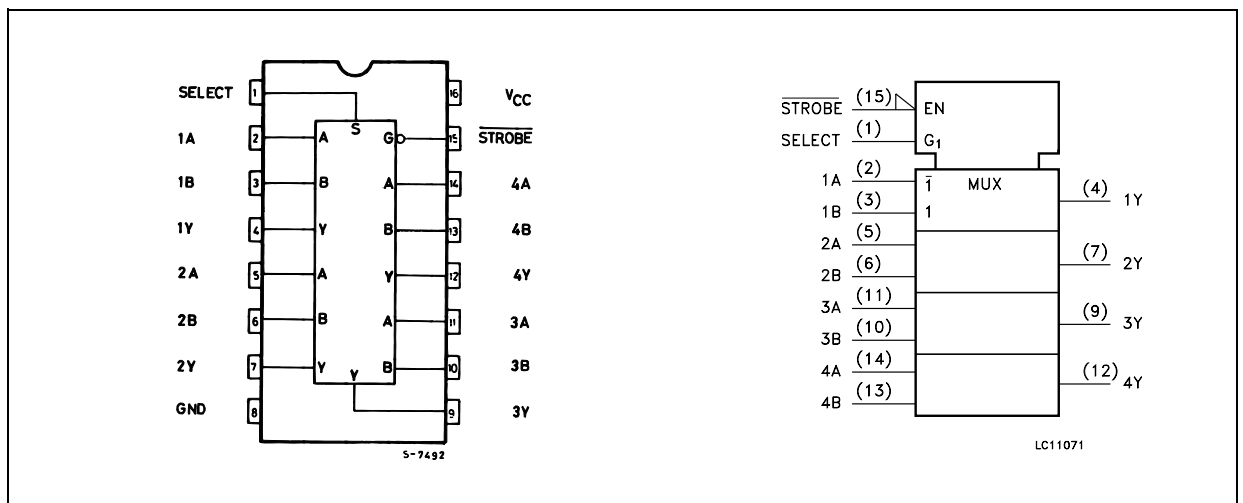 SELECT 1 16 VCC
S
1A 2 A G 15 STROBE
1B 3 B A 14 4A
1Y 4 Y B 13 4B
2A 5 A Y 12 4Y
2B 6 B A 11 3A
2Y 7 Y Y B 10 3B
GND 8 9 3Y
S-7492
STROBE (15) EN
SELECT (1) G1
1A (2) 1̅ MUX (4) 1Y
1B (3) 1
2A (5)
2B (6) (7) 2Y
3A (11)
3B (10) (9) 3Y
4A (14)
4B (13) (12) 4Y
LC11071